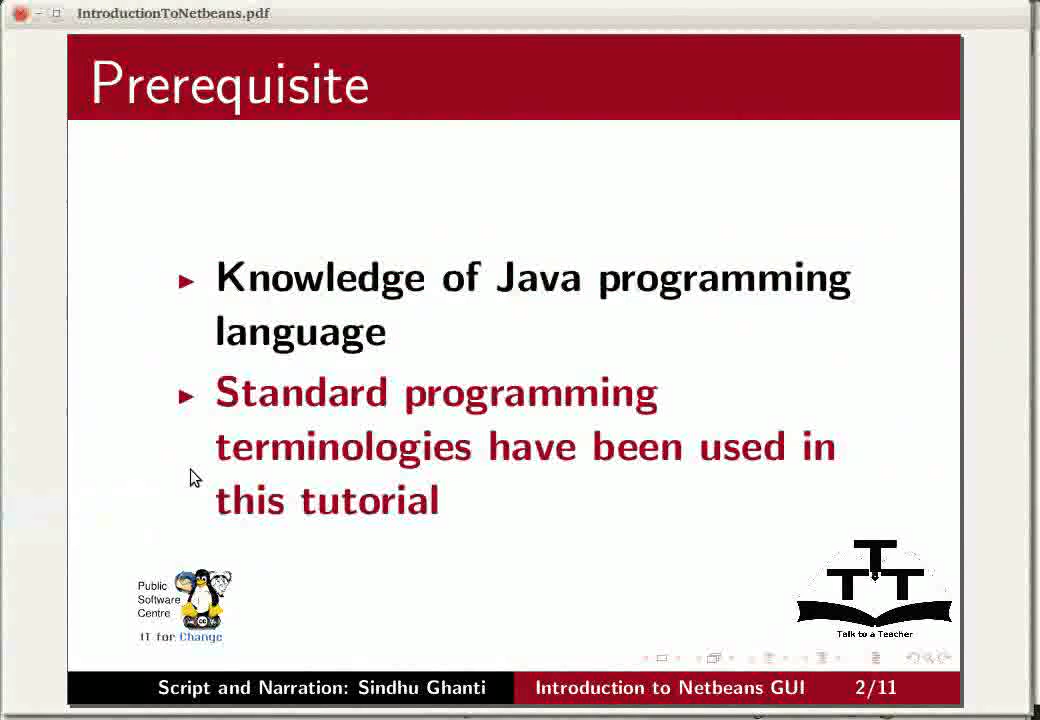 IntroductionToNetbeans.pdf
Prerequisite
Knowledge of Java programming
language
Standard programming
terminologies have been used in
this tutorial
Public
Software
Centre
IT for Change
T
T T
Talk to a Teacher
Script and Narration: Sindhu Ghanti
Introduction to Netbeans GUI
2/11